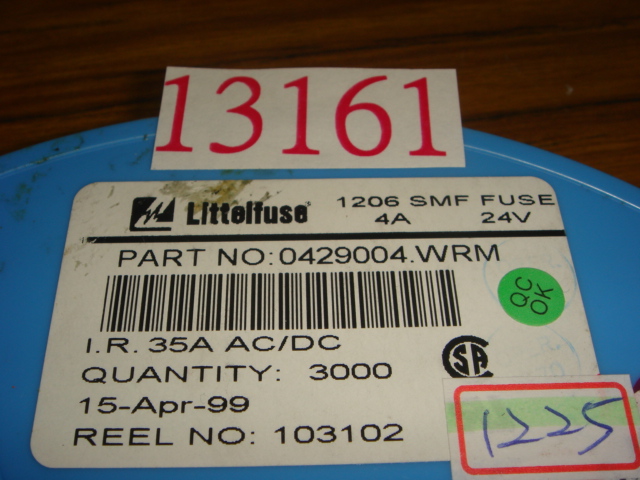 13161
Littelfuse® 1206 SMF FUSE
4A 24V
PART NO:0429004.WRM
QC OK
I.R. 35A AC/DC
QUANTITY: 3000
SA
15-Apr-99
REEL NO: 103102
1225